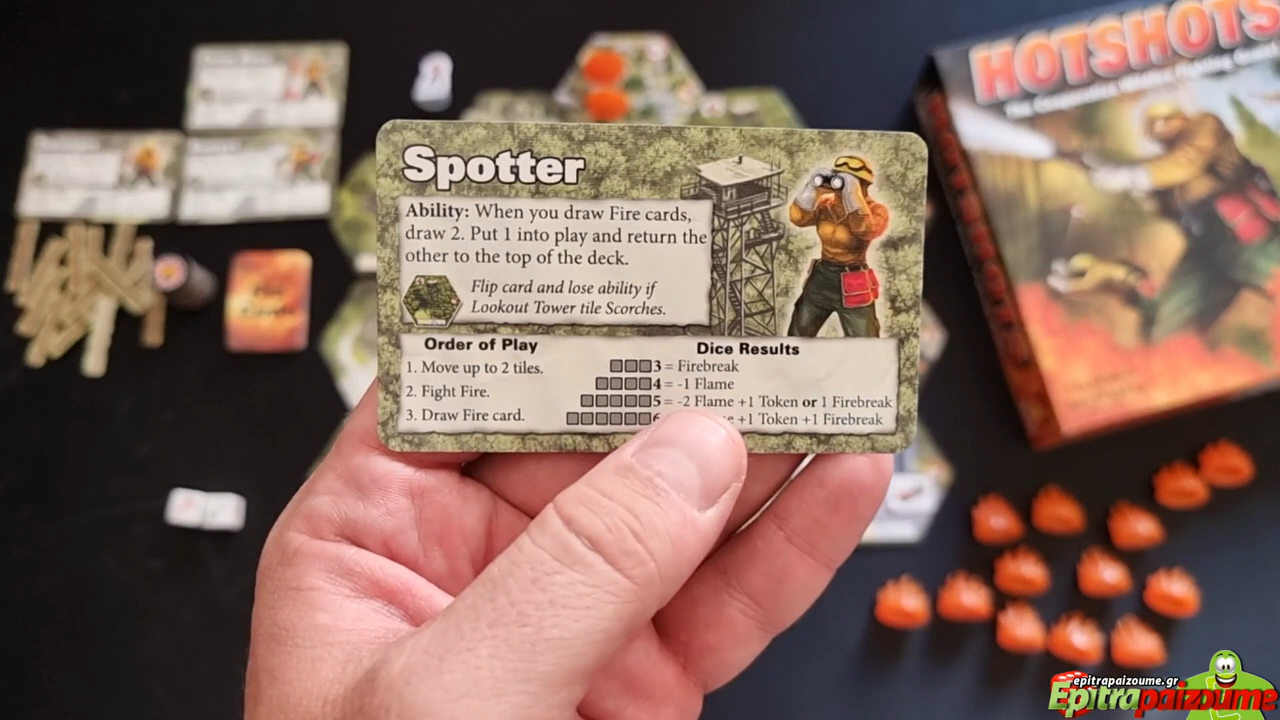 HOTSHOTS
Spotter
Ability: When you draw Fire cards,
draw 2. Put 1 into play and return the
other to the top of the deck.
Flip card and lose ability if
Lookout Tower tile Scorches.
Order of Play
1. Move up to 2 tiles.
2. Fight Fire.
3. Draw Fire card.
Dice Results
3 = Firebreak
4 = -1 Flame
5 = -2 Flame +1 Token or 1 Firebreak
+1 Token +1 Firebreak
epitrapaizoume.gr
Epitrapaizoume